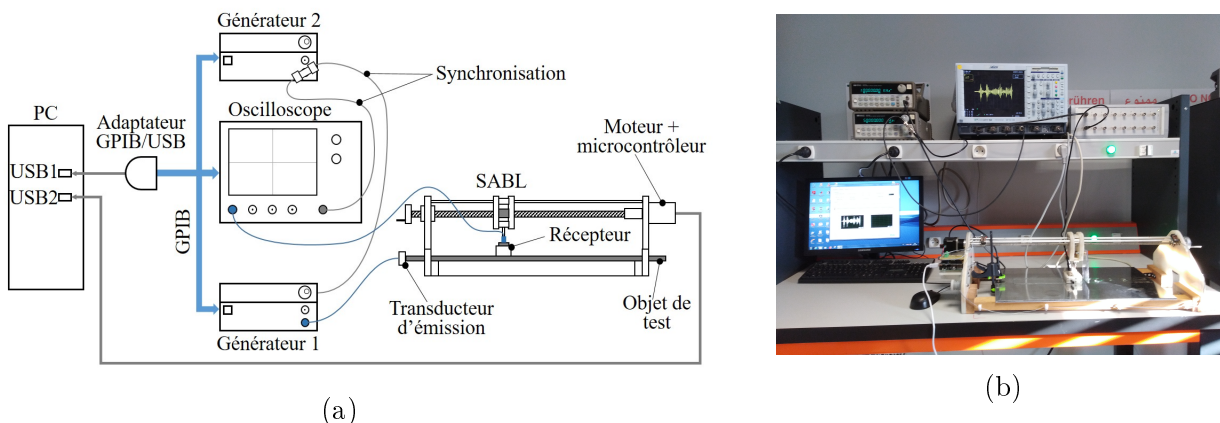 Générateur 2
Synchronisation
PC
Adaptateur
GPIB/USB
Oscilloscope
USB1
USB2
GPIB
Moteur +
microcontrôleur
SABL
Récepteur
Transducteur
d'émission
Objet de
test
Générateur 1
(a)
rühren
(b)